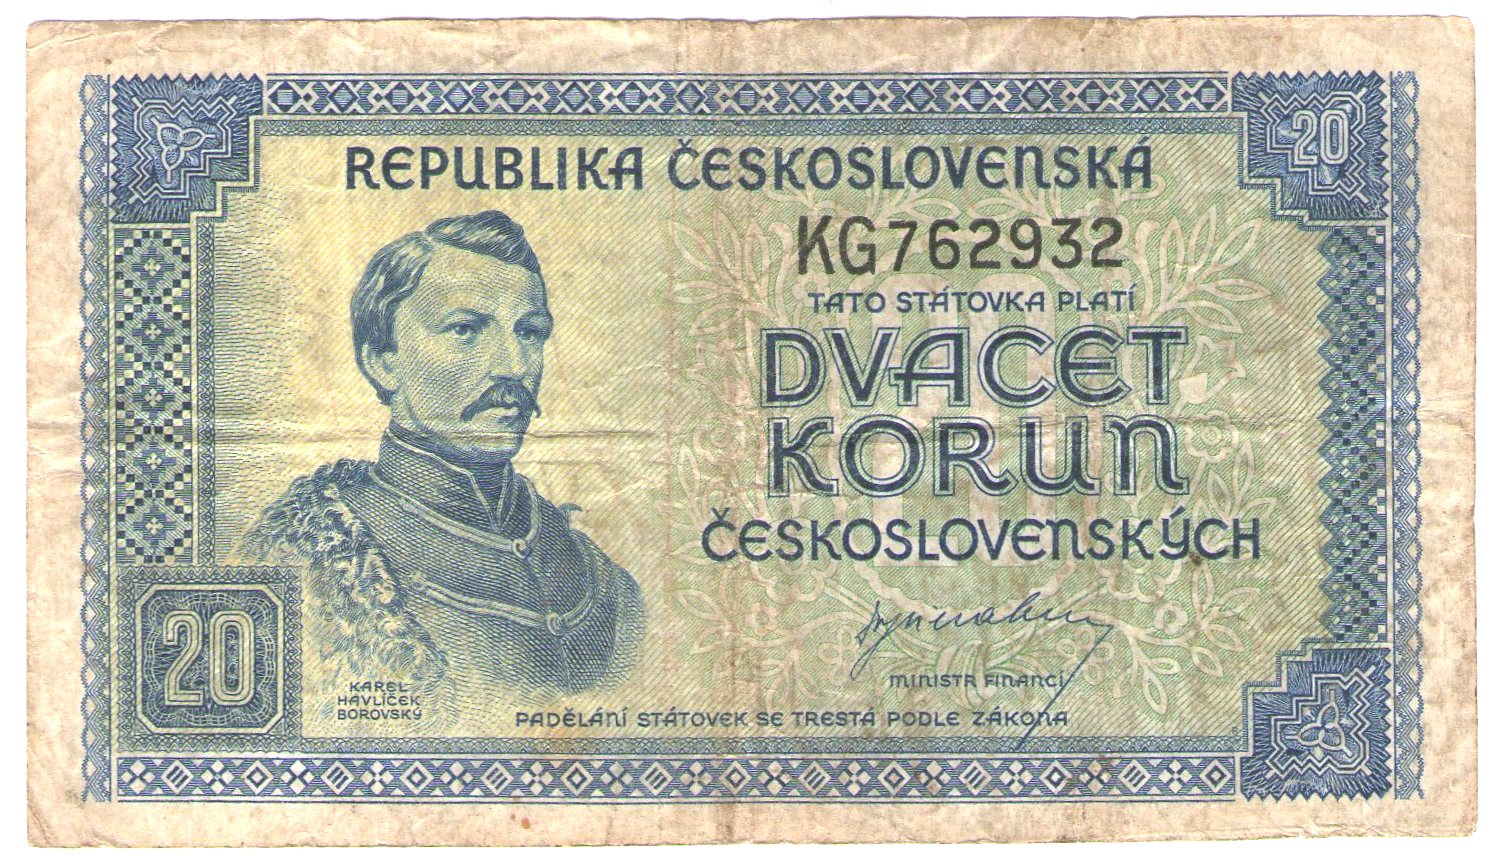 REPUBLIKA ČESKOSLOVENSKÁ
20
KG762932
TATO STÁTOVKA PLATÍ
DVACET
KORUN
ČESKOSLOVENSKÝCH
MINISTR FINANCÍ
20
KAREL
HAVLÍČEK
BOROVSKÝ
PADĚLÁNÍ STÁTOVEK SE TRESTÁ PODLE ZÁKONA